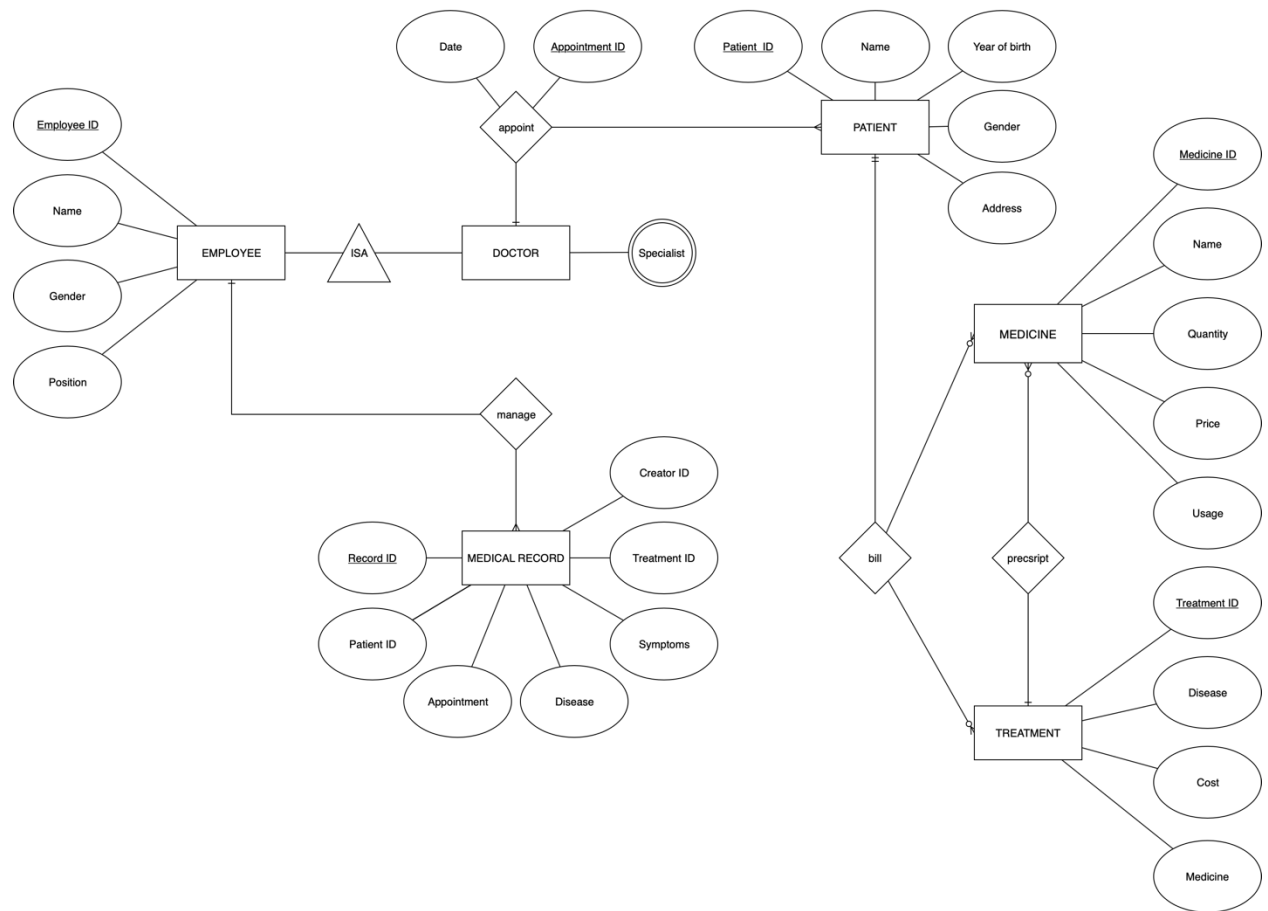 Date
Appointment ID
Patient ID
Name
Year of birth
Employee ID
appoint
PATIENT
Gender
Medicine ID
Name
Address
EMPLOYEE
ISA
DOCTOR
Specialist
Name
Gender
MEDICINE
Quantity
Position
manage
Price
Creator ID
Usage
Record ID
MEDICAL RECORD
Treatment ID
bill
precsript
Treatment ID
Patient ID
Symptoms
Appointment
Disease
Disease
TREATMENT
Cost
Medicine